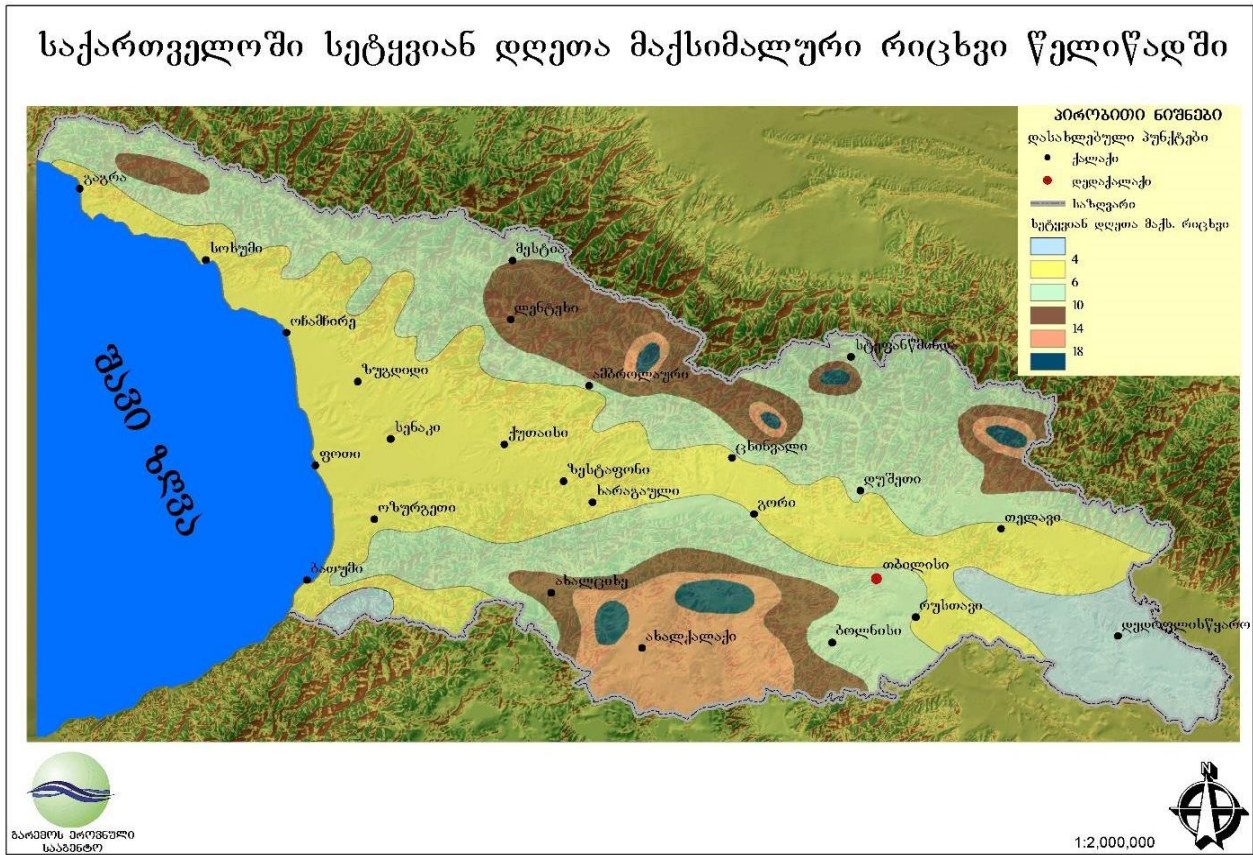 საქართველოში სეტყვიან დღეთა მაქსიმალური რიცხვი წელიწადში
პირობითი ნიშნები
დასახლებული პუნქტები
ქალაქი
დედაქალაქი
საზღვარი
სეტყვიან დღეთა მაქს. რიცხვი
4
6
10
14
18
გაგრა
სოხუმი
მესტია
ლენტეხი
ოჩამჩირე
სტეფანწმინდა
ზუგდიდი
ამბროლაური
შავი ზღვა
სენაკი
ქუთაისი
ცხინვალი
ფოთი
ზესტაფონი
ხარაგაული
დუშეთი
ოზურგეთი
გორი
თელავი
ბათუმი
თბილისი
ახალციხე
რუსთავი
ახალქალაქი
ბოლნისი
დედოფლისწყარო
გარემოს ეროვნული
სააგენტო
N
1:2,000,000